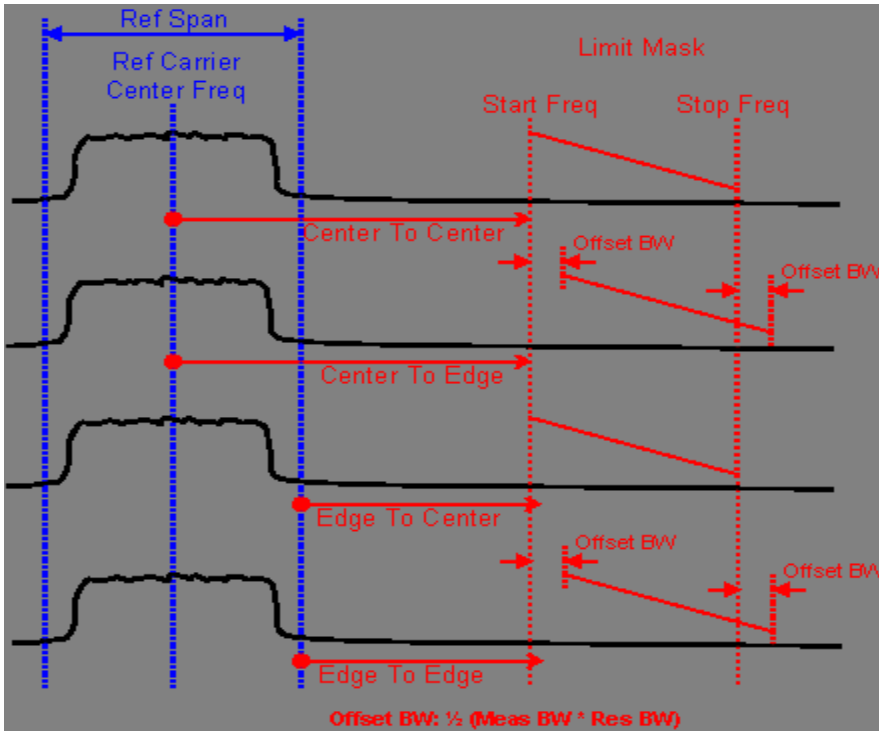 Ref Span
Ref Carrier
Center Freq
Limit Mask
Start Freq
Stop Freq
Center To Center
Offset BW
Offset BW
Center To Edge
Edge To Center
Offset BW
Offset BW
Edge To Edge
Offset BW: ½ (Meas BW * Res BW)